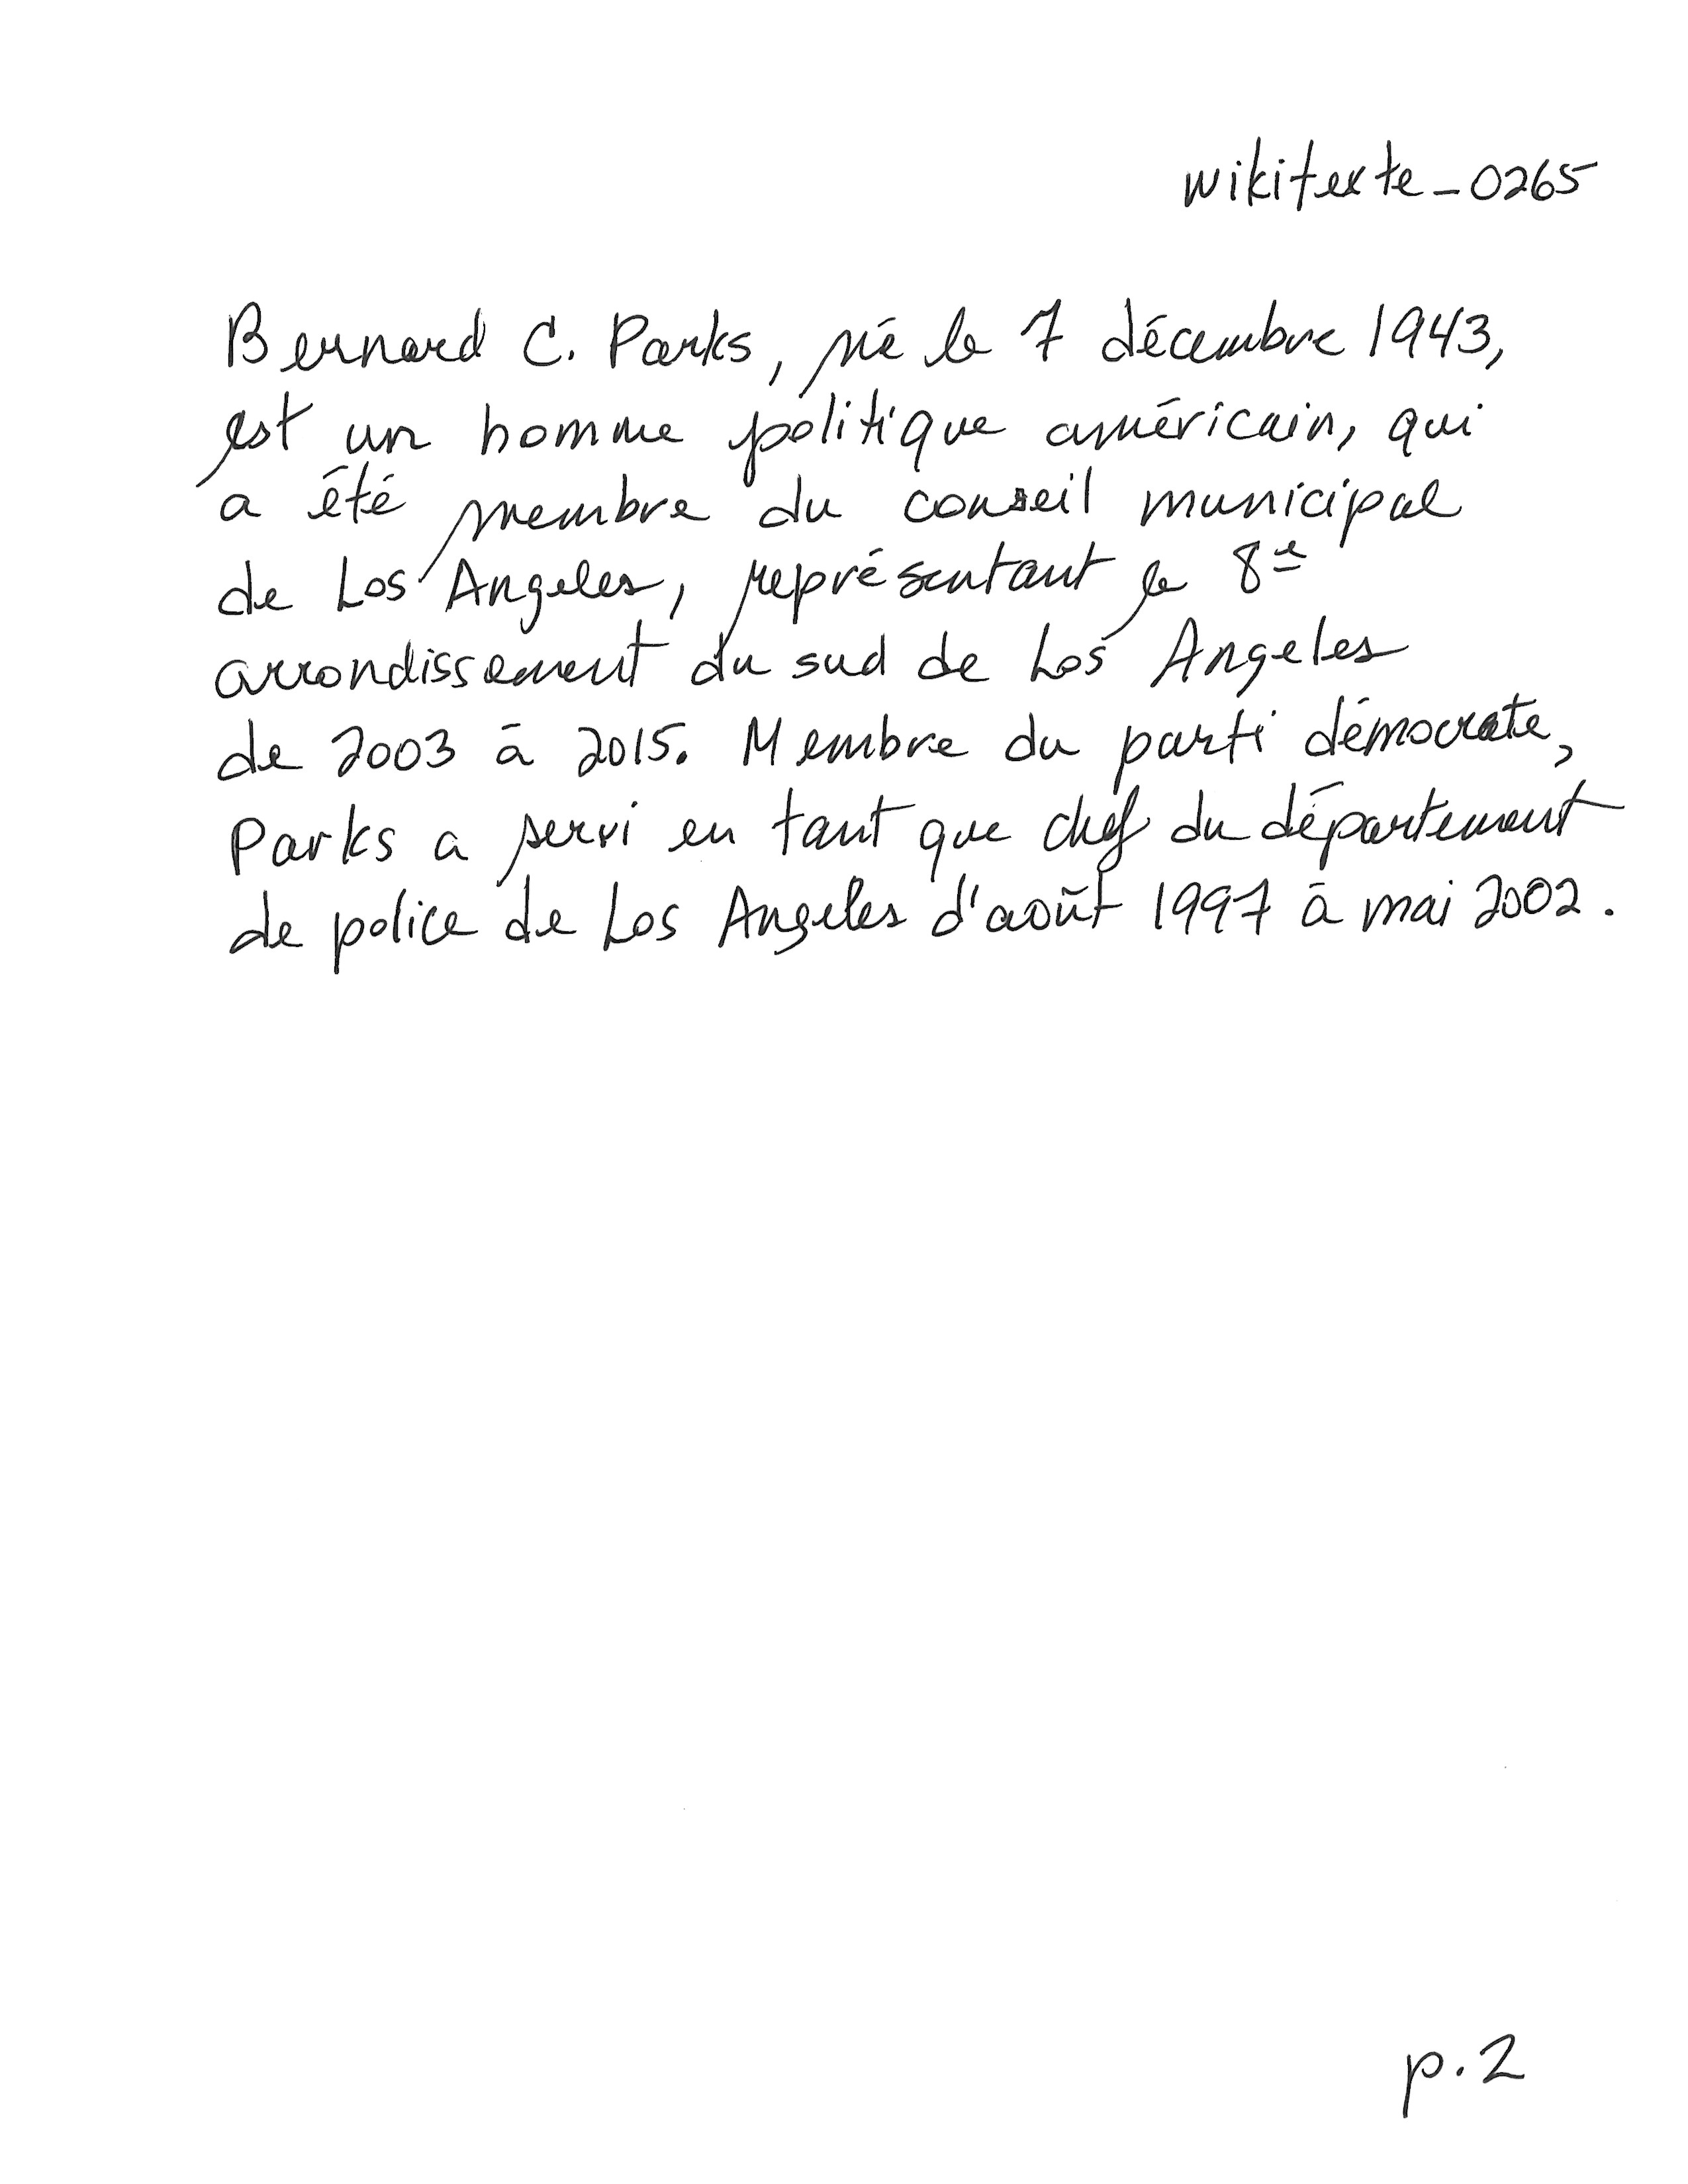 wikitexte_0265
Bernard C. Parks, né le 7 décembre 1943,
est un homme politique américain, qui
a été membre du conseil municipal
de Los Angeles, représentant le 8e
arrondissement du sud de Los Angeles
de 2003 à 2015. Membre du parti démocrate,
Parks a servi en tant que chef du département
de police de Los Angeles d'août 1997 à mai 2002.
p.2